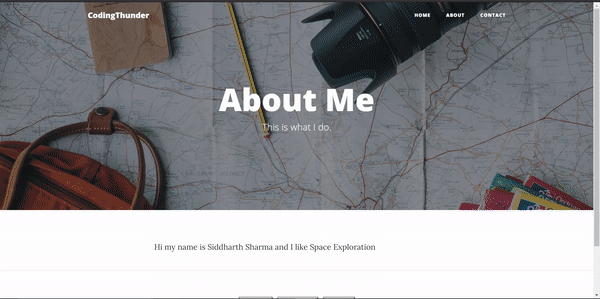 CodingThunder
HOME ABOUT CONTACT
About Me
This is what I do.
Hi my name is Siddharth Sharma and I like Space Exploration